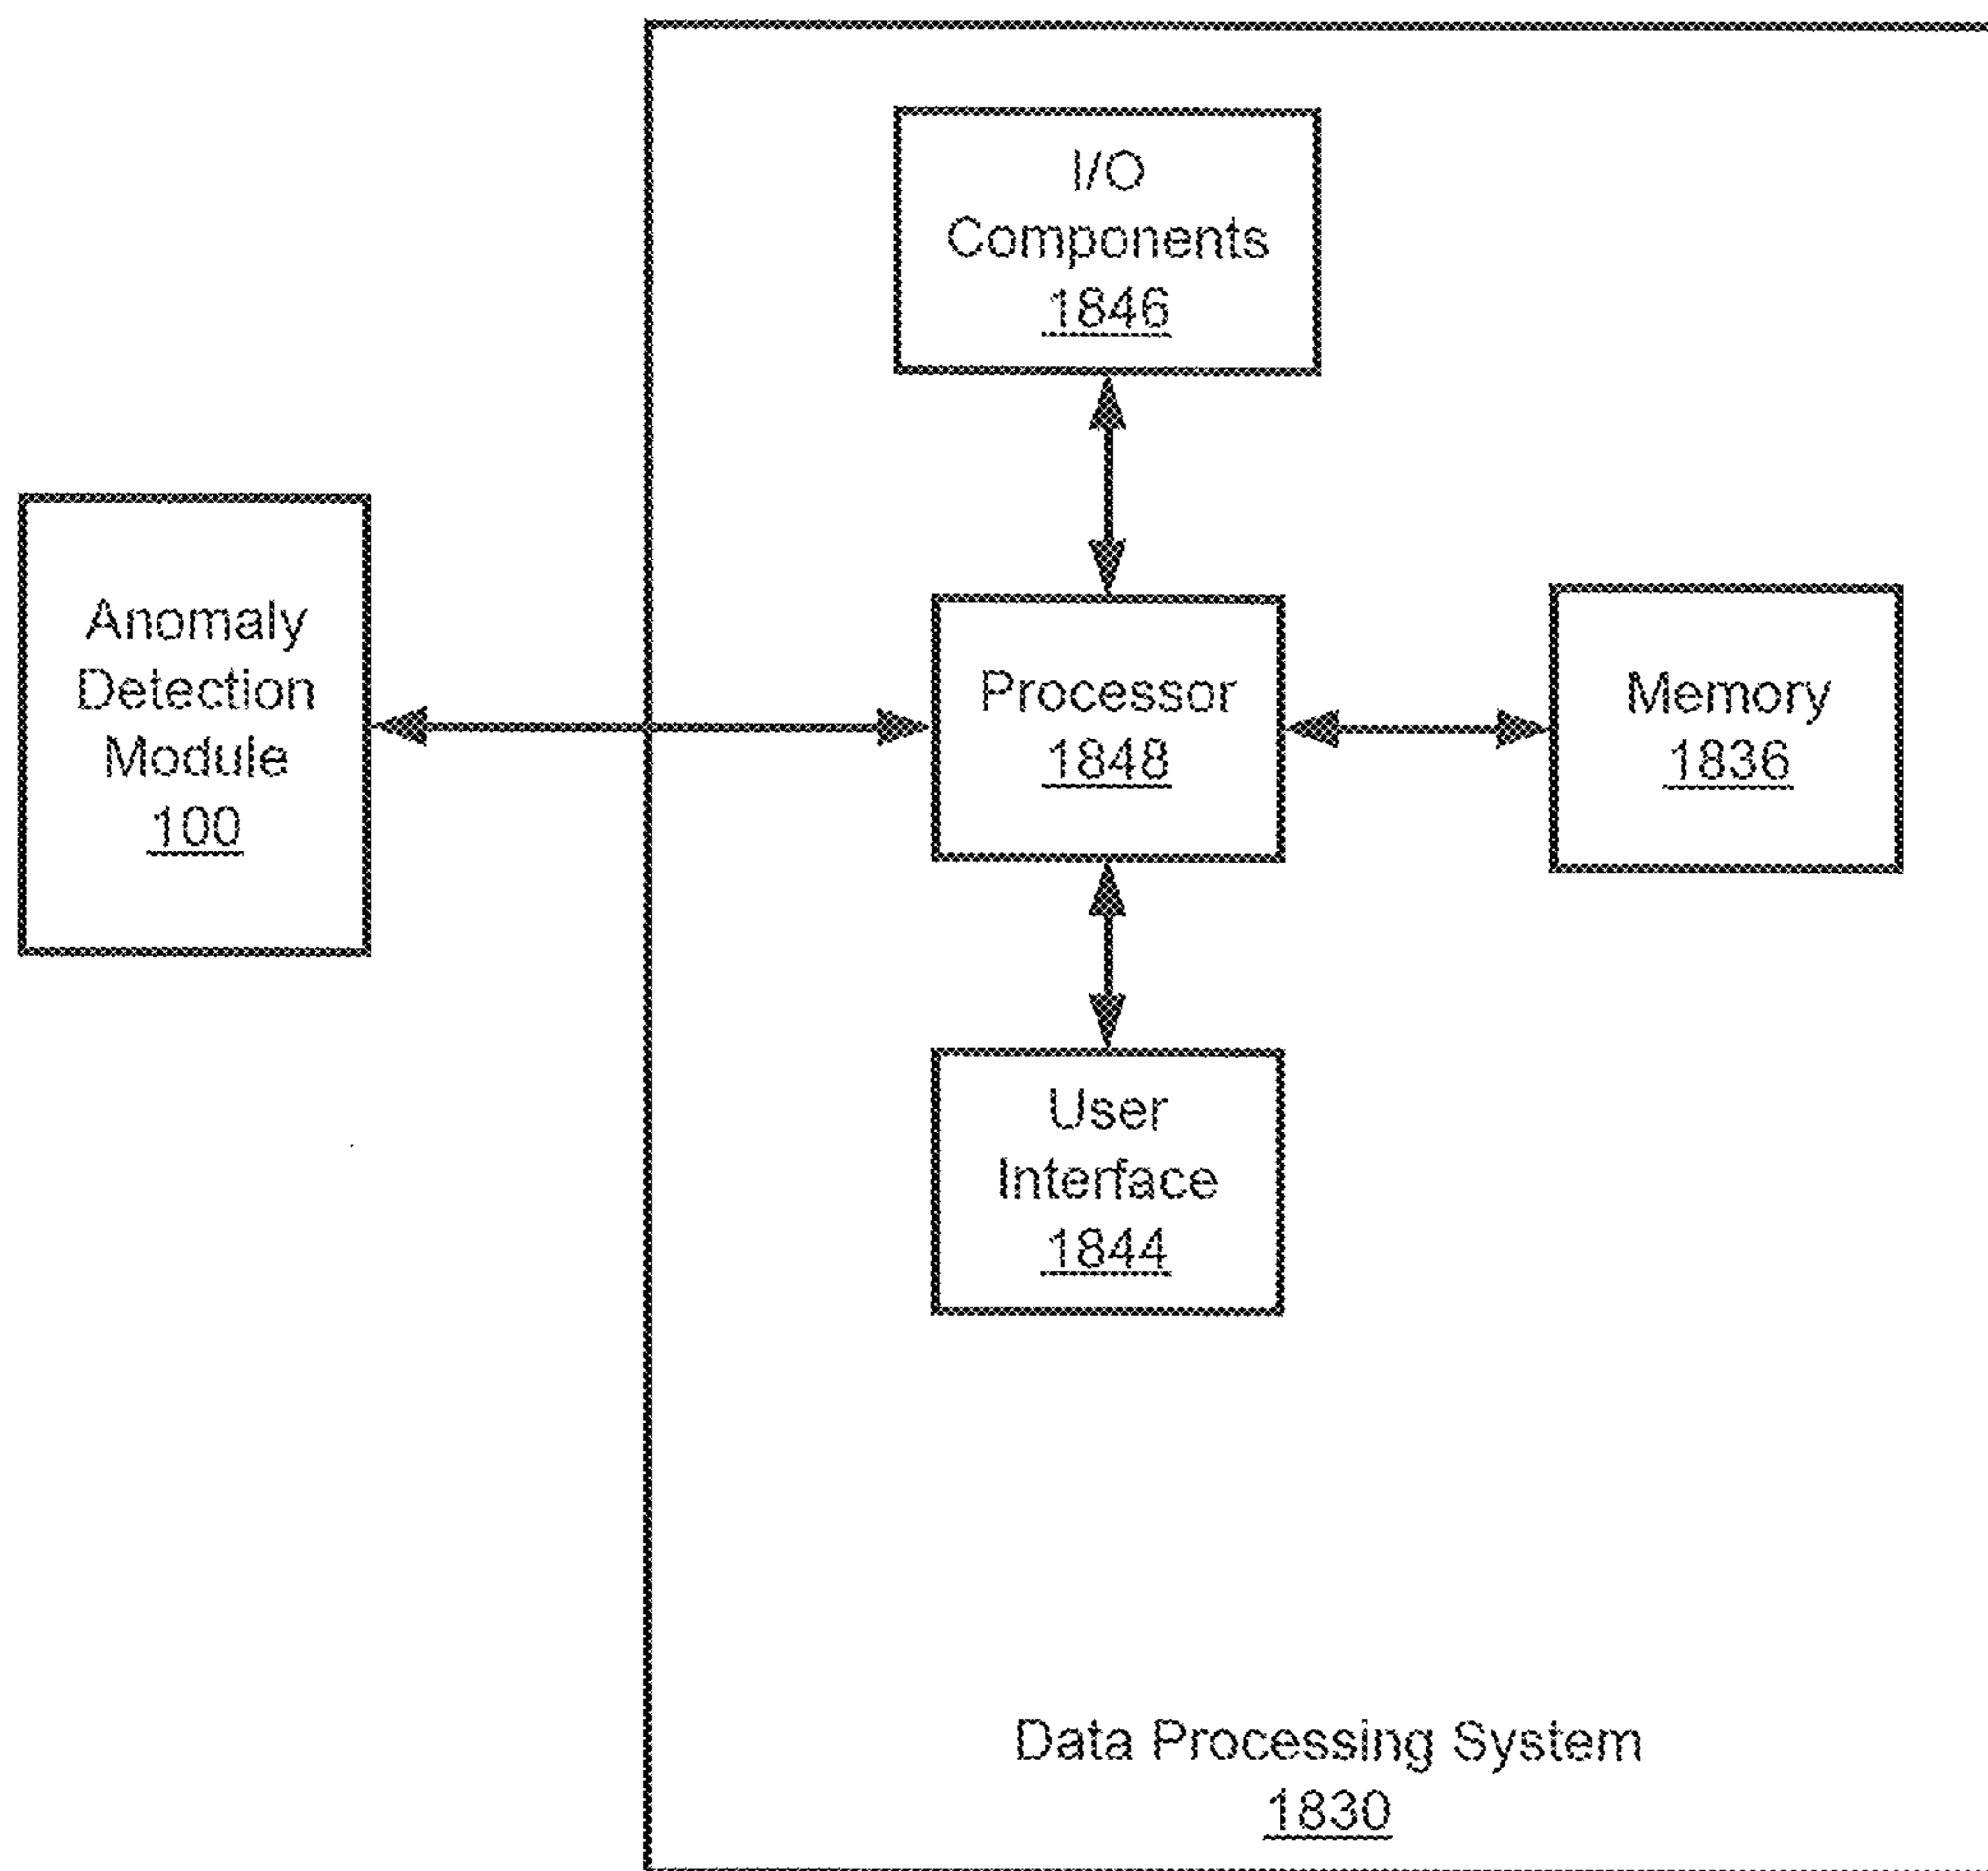 I/O
Components
1846
Anomaly
Detection
Module
100
Processor
1848
Memory
1836
User
Interface
1844
Data Processing System
1830